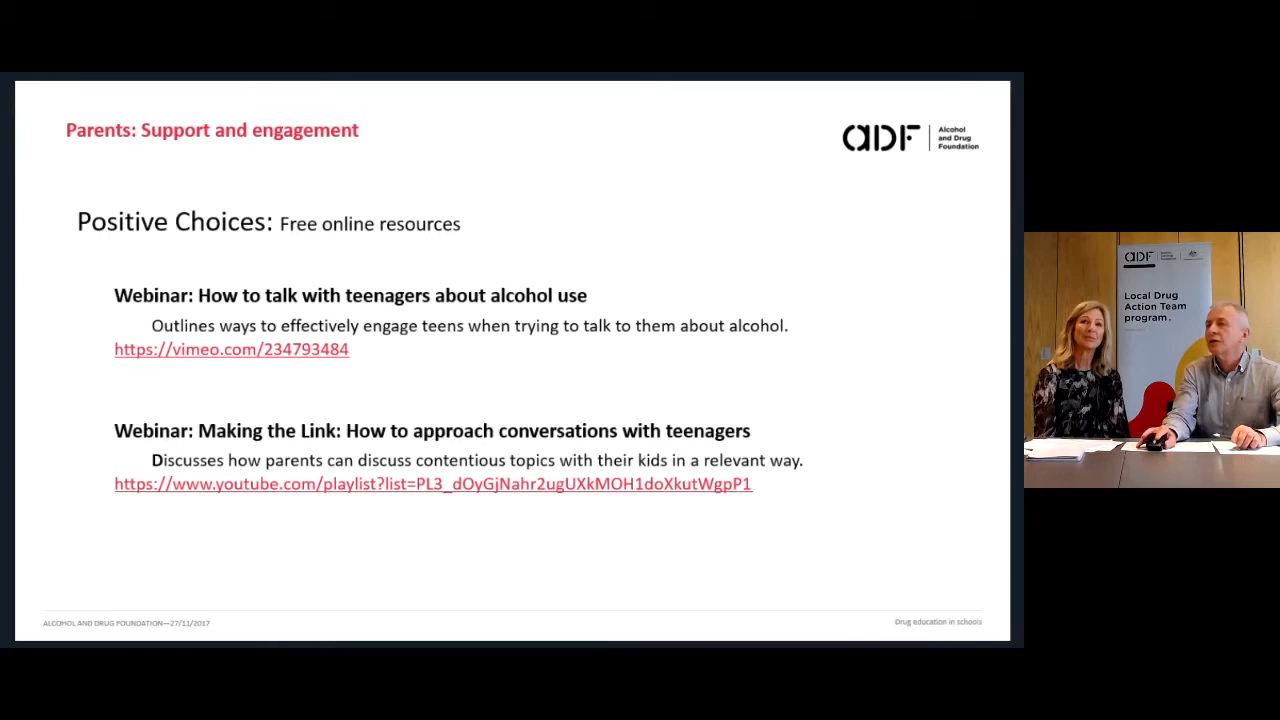 Parents: Support and engagement
ADF
Alcohol
and Drug
Foundation
Positive Choices: Free online resources
Webinar: How to talk with teenagers about alcohol use
Outlines ways to effectively engage teens when trying to talk to them about alcohol.
https://vimeo.com/234793484
Webinar: Making the Link: How to approach conversations with teenagers
Discusses how parents can discuss contentious topics with their kids in a relevant way.
https://www.youtube.com/playlist?list=PL3_dOyGjNahr2ugUXkMOH1doXkutWgpP1
ALCOHOL AND DRUG FOUNDATION—27/11/2017
Drug education in schools
ADF
Local Drug
Action Team
program.